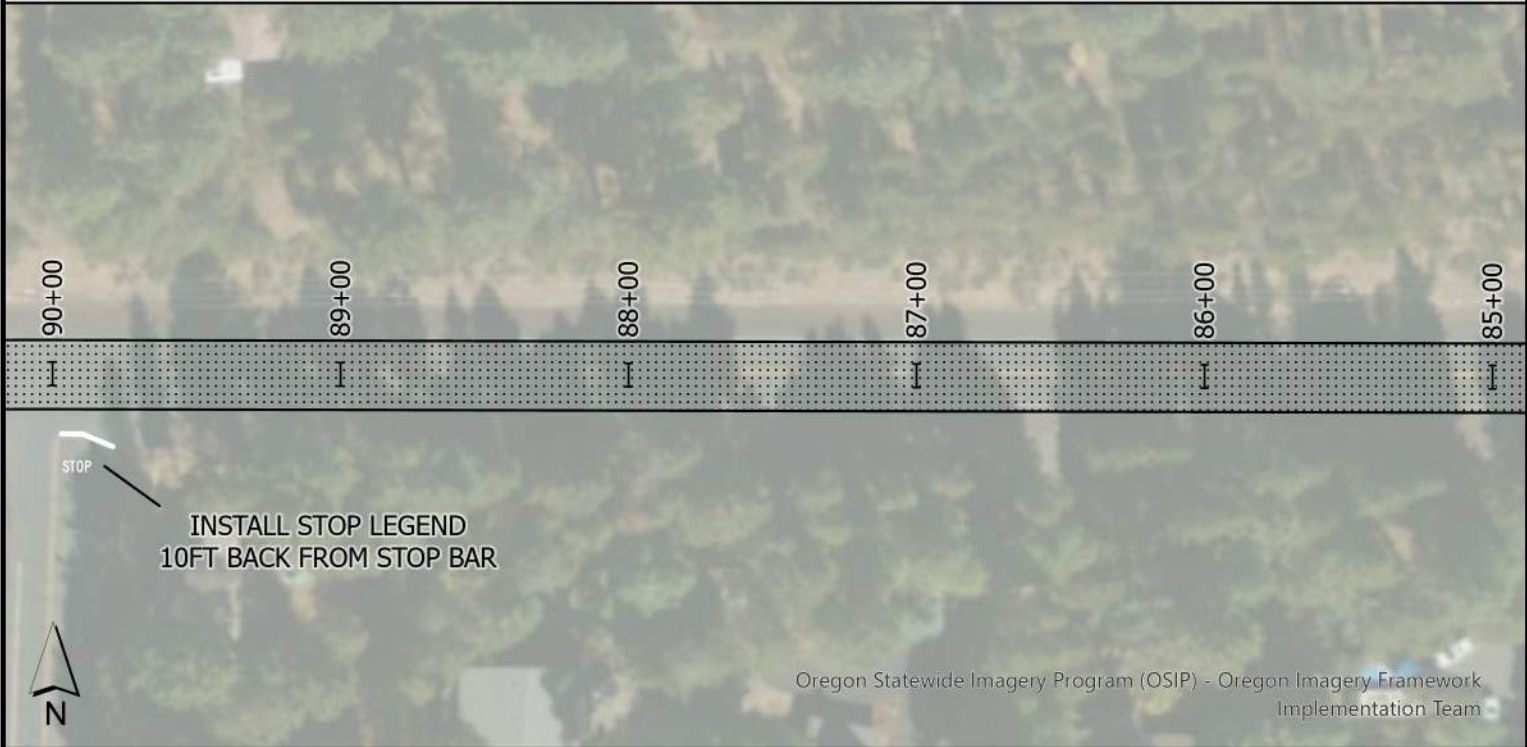 90+00
89+00
88+00
87+00
86+00
85+00
STOP
INSTALL STOP LEGEND
10FT BACK FROM STOP BAR
N
Oregon Statewide Imagery Program (OSIP) - Oregon Imagery Framework
Implementation Team